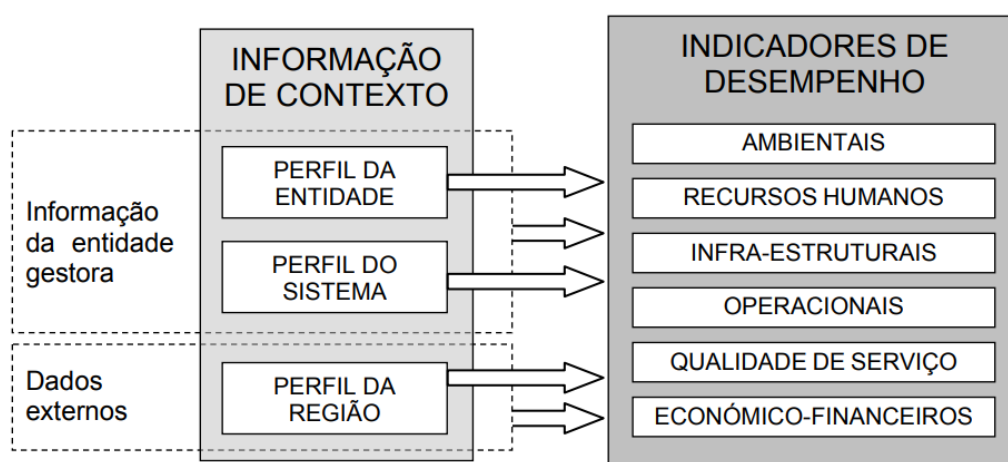 INFORMAÇÃO
DE CONTEXTO
INDICADORES DE
DESEMPENHO
Informação
da entidade
gestora
PERFIL DA
ENTIDADE
PERFIL DO
SISTEMA
Dados
externos
PERFIL DA
REGIÃO
AMBIENTAIS
RECURSOS HUMANOS
INFRA-ESTRUTURAIS
OPERACIONAIS
QUALIDADE DE SERVIÇO
ECONÓMICO-FINANCEIROS